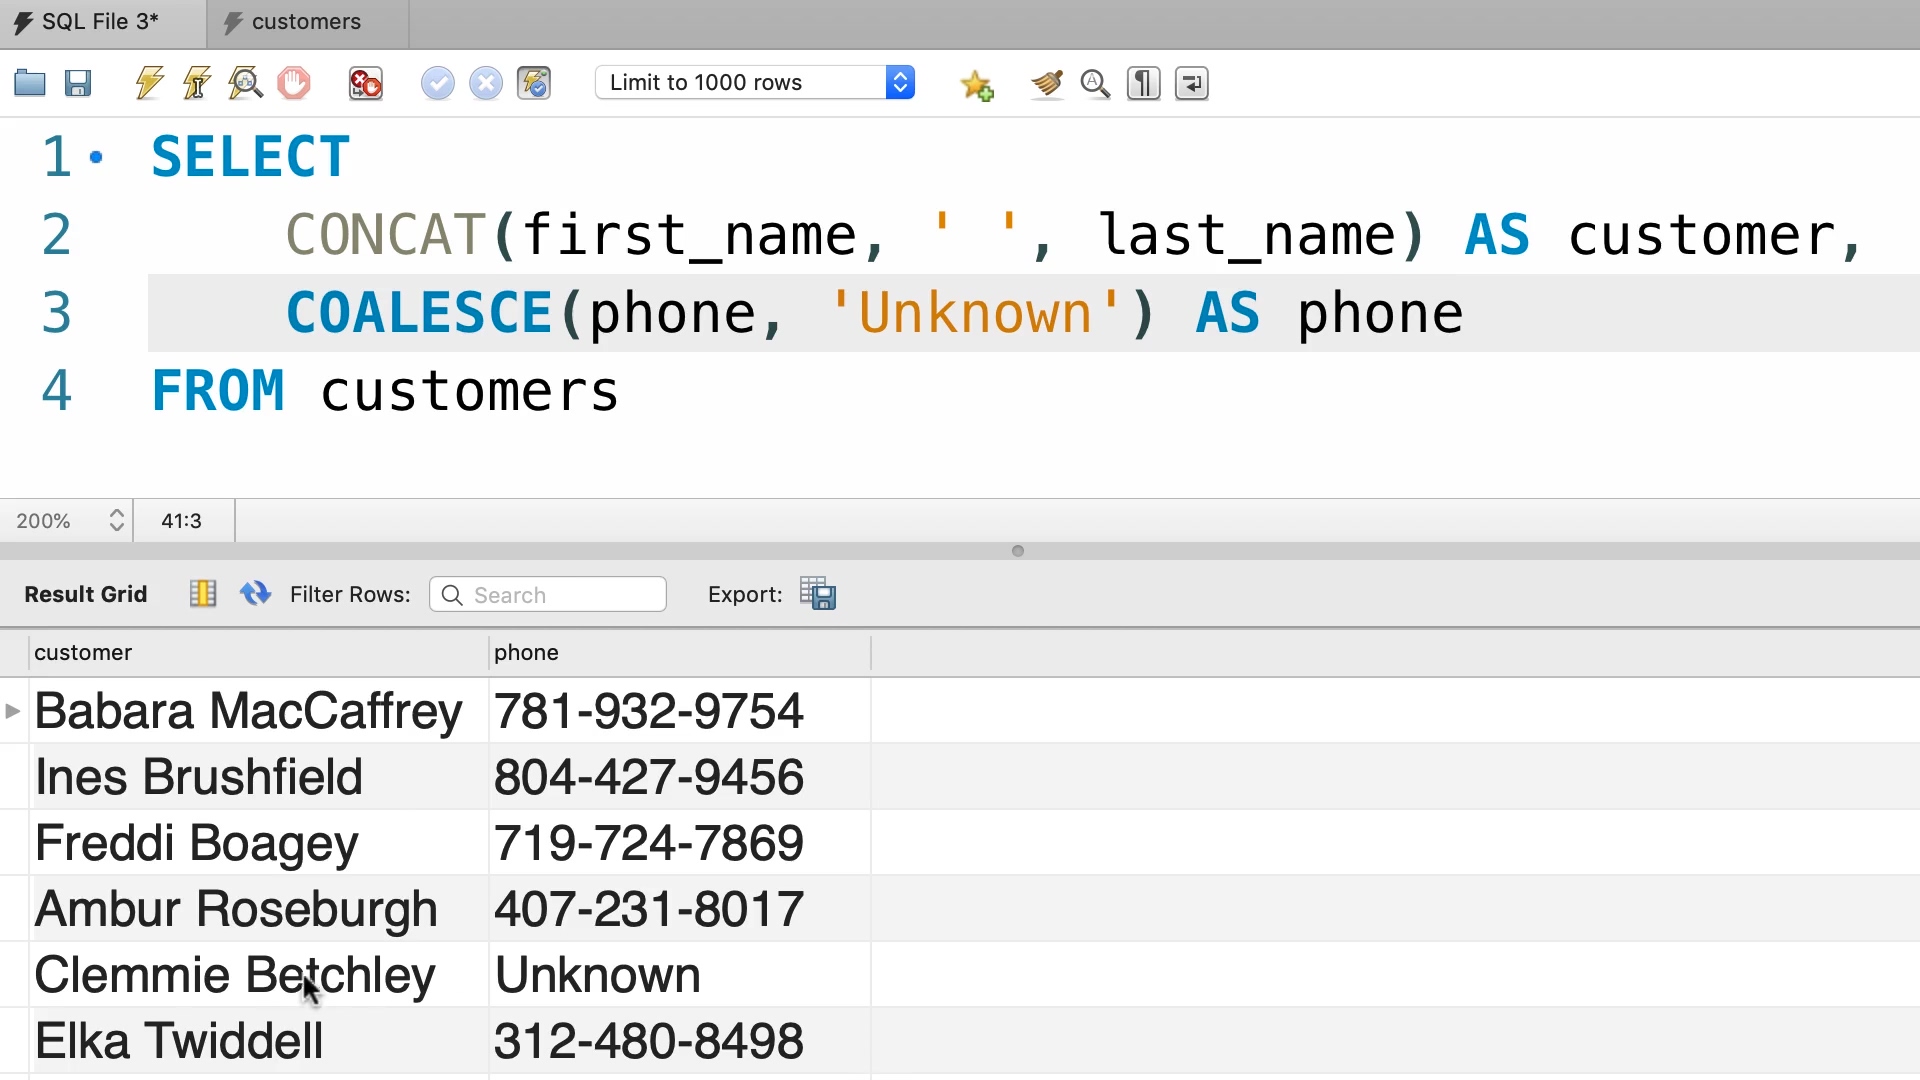 SQL File 3* customers
Limit to 1000 rows
1 SELECT
2 CONCAT(first_name, ' ', last_name) AS customer,
3 COALESCE(phone, 'Unknown') AS phone
4 FROM customers
200% 41:3
Result Grid Filter Rows: Search Export:
customer phone
Babara MacCaffrey 781-932-9754
Ines Brushfield 804-427-9456
Freddi Boagey 719-724-7869
Ambur Roseburgh 407-231-8017
Clemmie Betchley Unknown
Elka Twiddell 312-480-8498